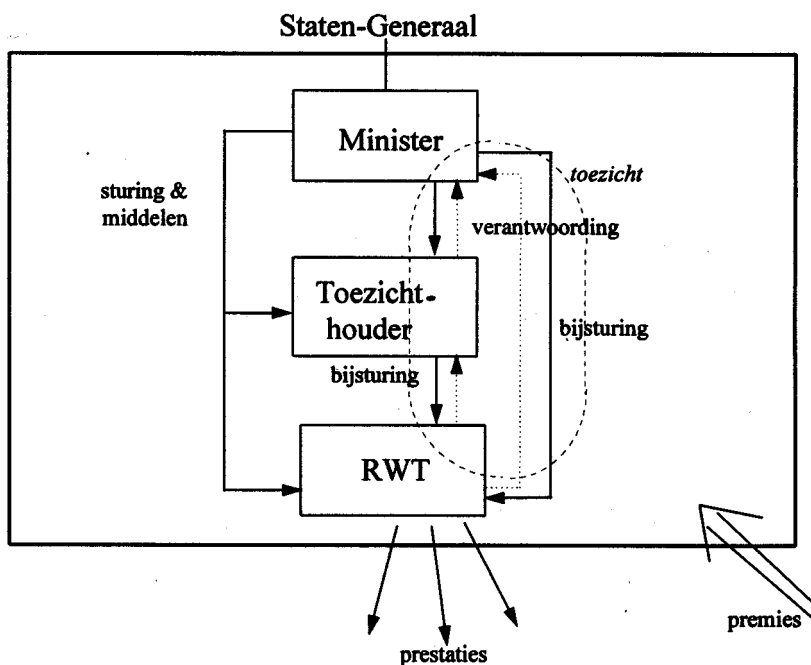 Staten-Generaal
Minister
toezicht
sturing &
middelen
verantwoording
Toezicht-
houder
bijsturing
bijsturing
RWT
premies
prestaties